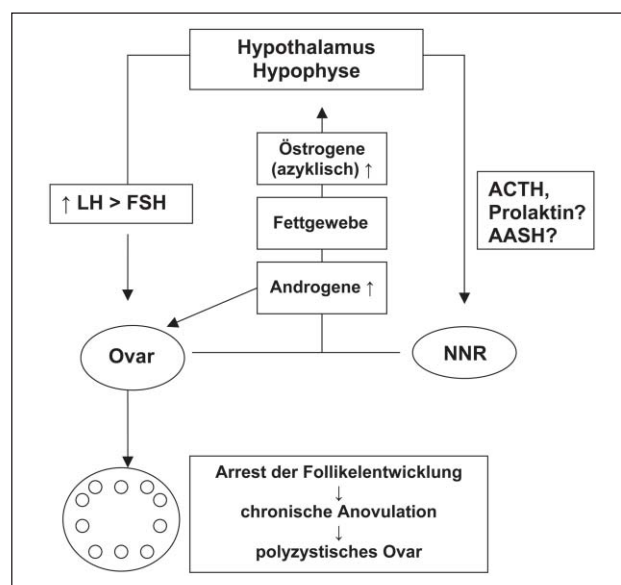 Hypothalamus
Hypophyse
Östrogene
(azyklisch) ↑
↑ LH > FSH
Fettgewebe
ACTH,
Prolaktin?
AASH?
Androgene ↑
Ovar
NNR
Arrest der Follikelentwicklung
↓
chronische Anovulation
↓
polyzystisches Ovar